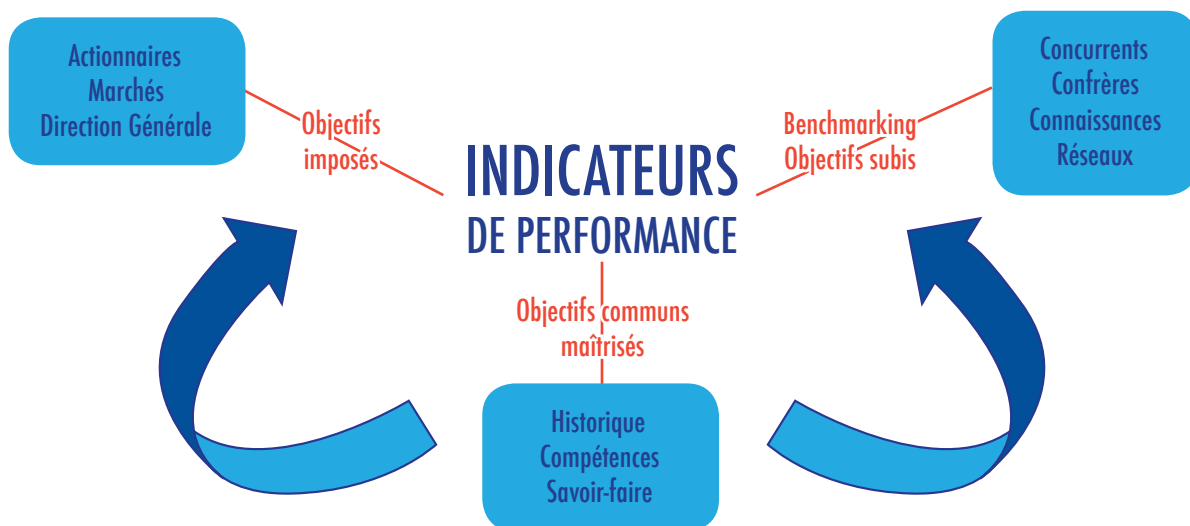 Actionnaires
Marchés
Direction Générale
Objectifs
imposés
INDICATEURS
DE PERFORMANCE
Benchmarking
Objectifs subis
Concurrents
Confrères
Connaissances
Réseaux
Objectifs communs
maîtrisés
Historique
Compétences
Savoir-faire